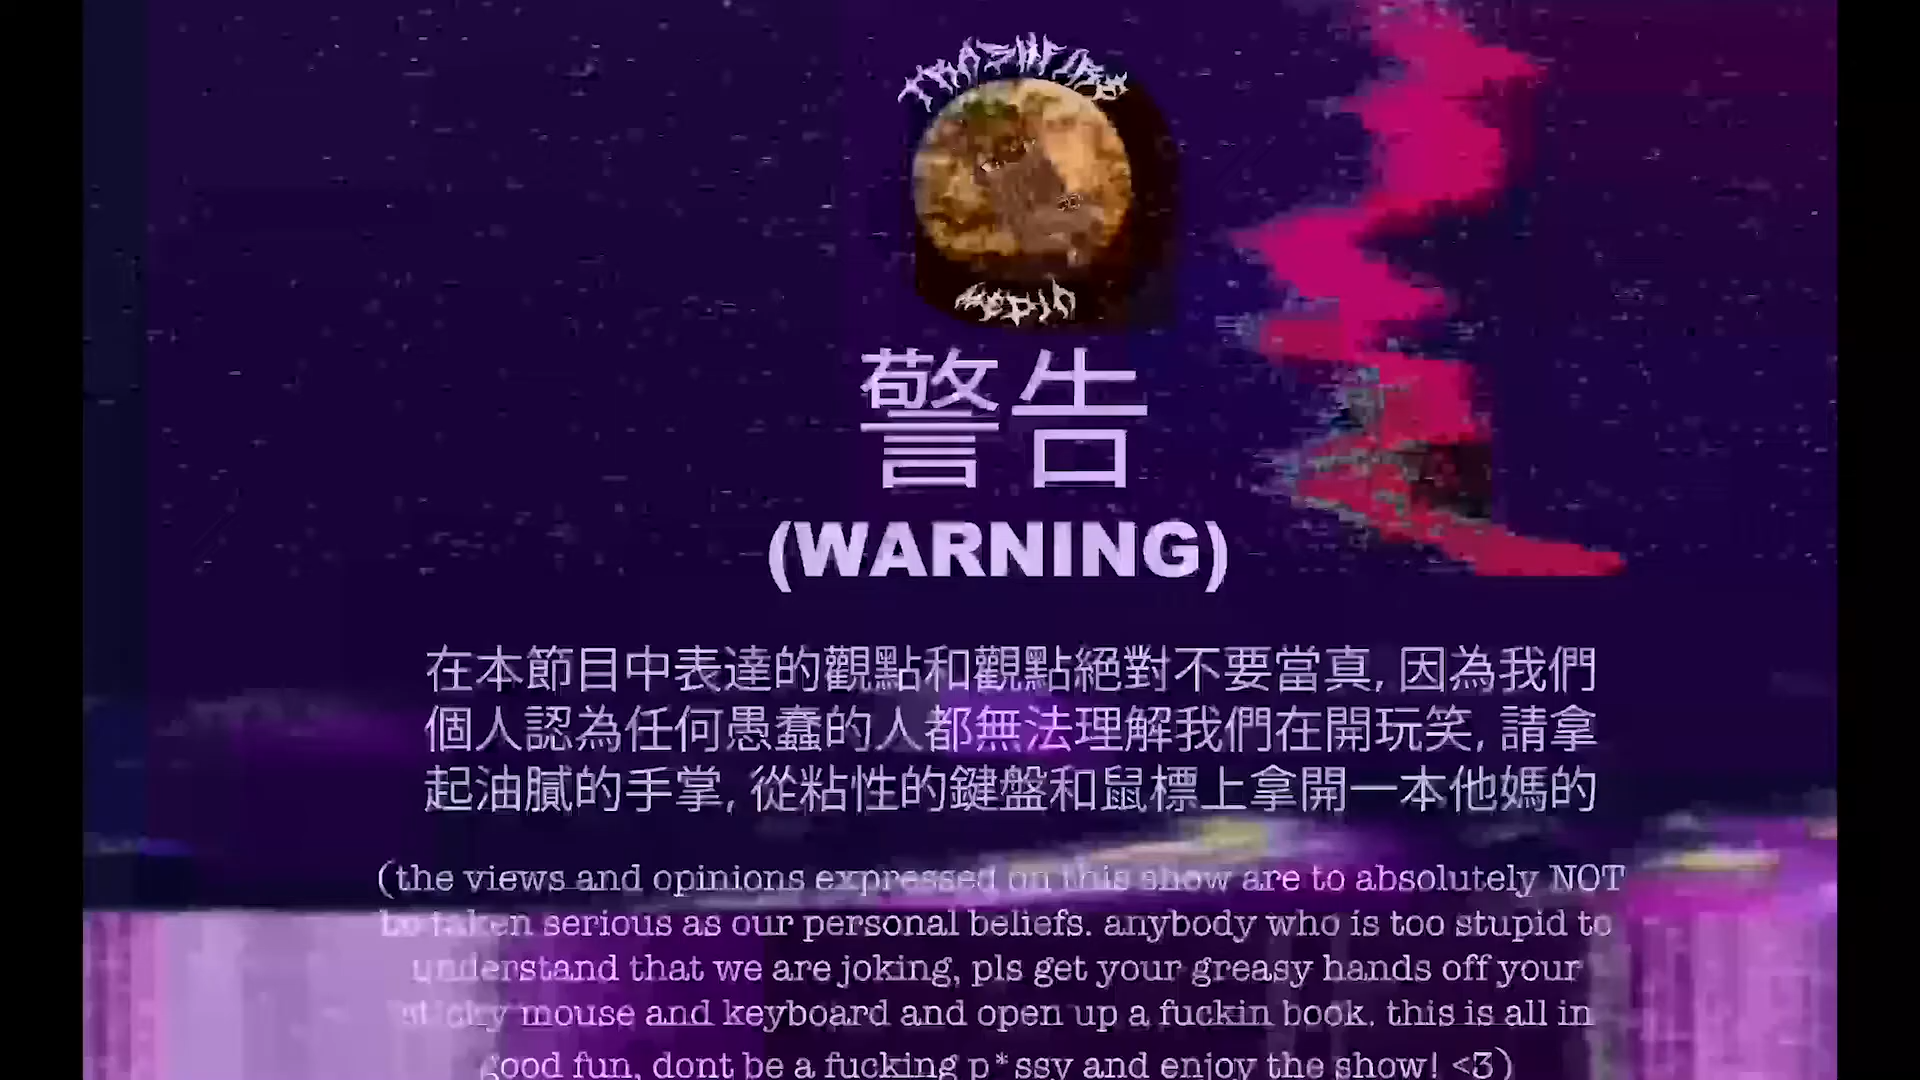 TRASHFIRE
MEDIA
警告
(WARNING)
在本節目中表達的觀點和觀點絕對不要當真, 因為我們
個人認為任何愚蠢的人都無法理解我們在開玩笑, 請拿
起油膩的手掌, 從粘性的鍵盤和鼠標上拿開一本他媽的
(the views and opinions expressed on this show are to absolutely NOT
be taken serious as our personal beliefs. anybody who is too stupid to
understand that we are joking, pls get your greasy hands off your
sticky mouse and keyboard and open up a fuckin book. this is all in
good fun, dont be a fucking p*ssy and enjoy the show! <3)